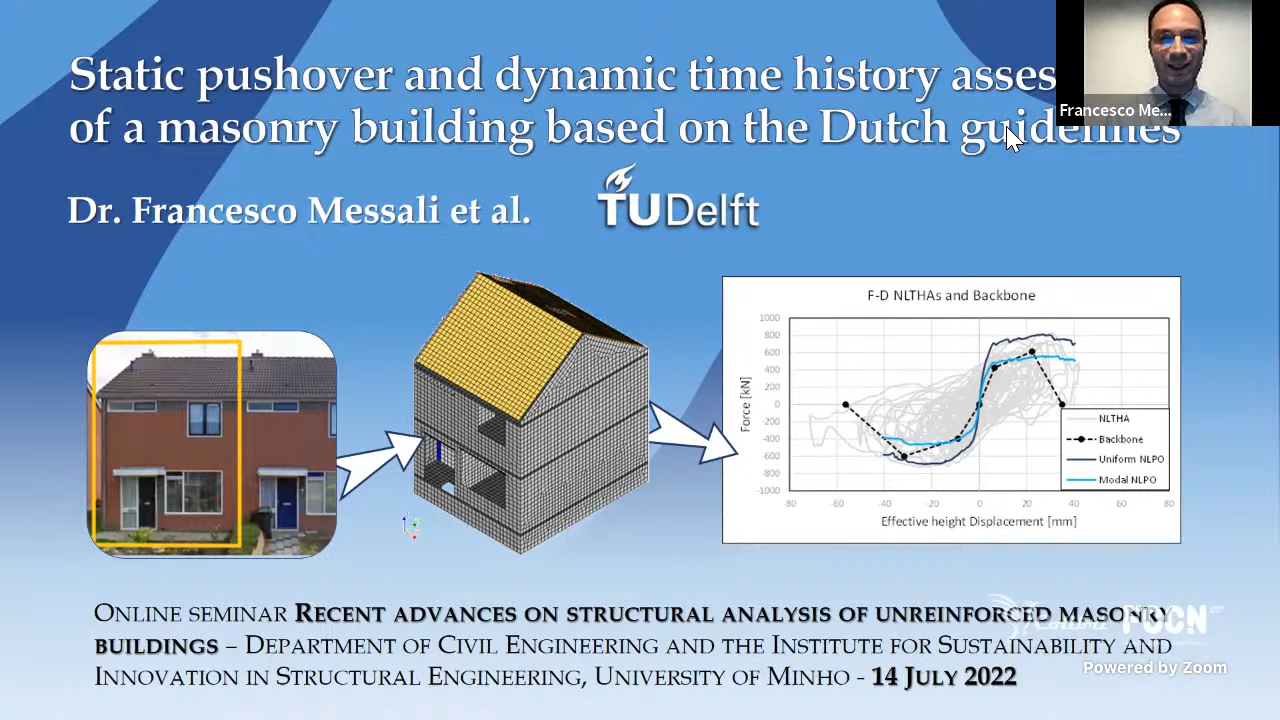 Static pushover and dynamic time history asses
of a masonry building based on the Dutch guidelines
Francesco Me...
Dr. Francesco Messali et al.
TUDelft
F-D NLTHAs and Backbone
Force [kN]
1000
800
600
400
200
0
-200
-400
-600
-800
-1000
-80 -60 -40 -20 0 20 40 60 80
Effective height Displacement [mm]
NLTHA
Backbone
Uniform NLPO
Modal NLPO
ONLINE SEMINAR RECENT ADVANCES ON STRUCTURAL ANALYSIS OF UNREINFORCED MASONRY
BUILDINGS – DEPARTMENT OF CIVIL ENGINEERING AND THE INSTITUTE FOR SUSTAINABILITY AND
INNOVATION IN STRUCTURAL ENGINEERING, UNIVERSITY OF MINHO - 14 JULY 2022
Powered by Zoom